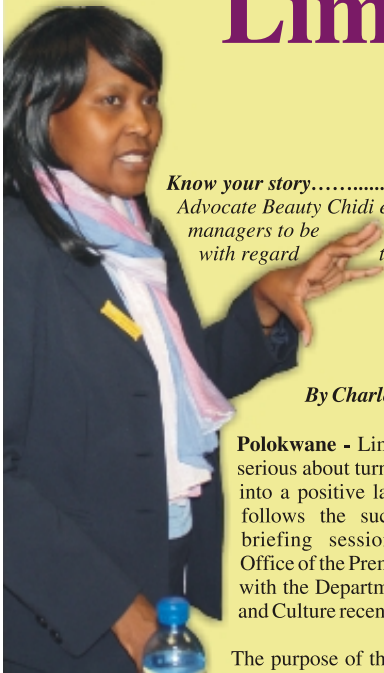 Lim
Know your story…….......
Advocate Beauty Chidi e
managers to be
with regard t
By Charle
Polokwane - Lim
serious about turn
into a positive la
follows the suc
briefing session
Office of the Prem
with the Departm
and Culture recen
The purpose of th